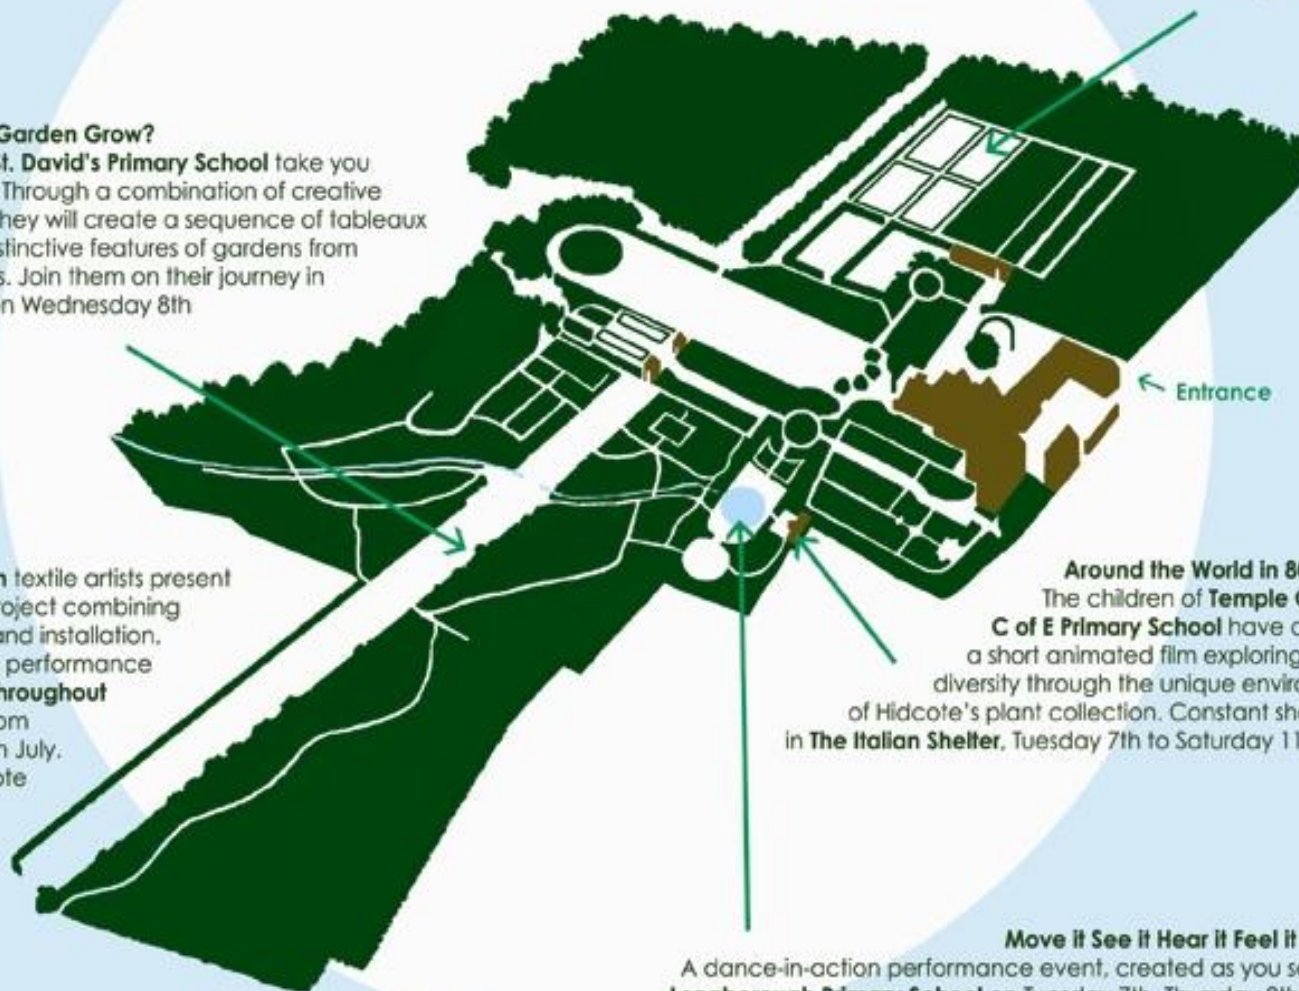 Garden Grow?
St. David's Primary School take you
Through a combination of creative
they will create a sequence of tableaux
stinctive features of gardens from
s. Join them on their journey in
n Wednesday 8th
Entrance
n textile artists present
roject combining
and installation.
performance
hroughout
om
h July.
ote
Around the World in 8
The children of Temple
C of E Primary School have
a short animated film exploring
diversity through the unique enviro
of Hidcote's plant collection. Constant sh
in The Italian Shelter, Tuesday 7th to Saturday 11
Move it See it Hear it Feel it
A dance-in-action performance event, created as you s